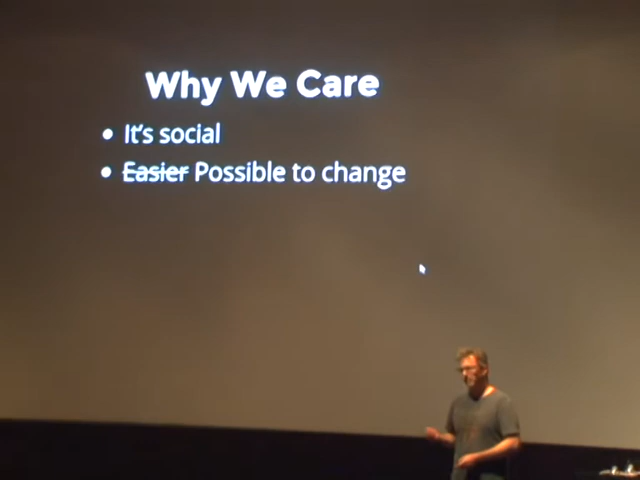 Why We Care
• It's social
• Easier Possible to change